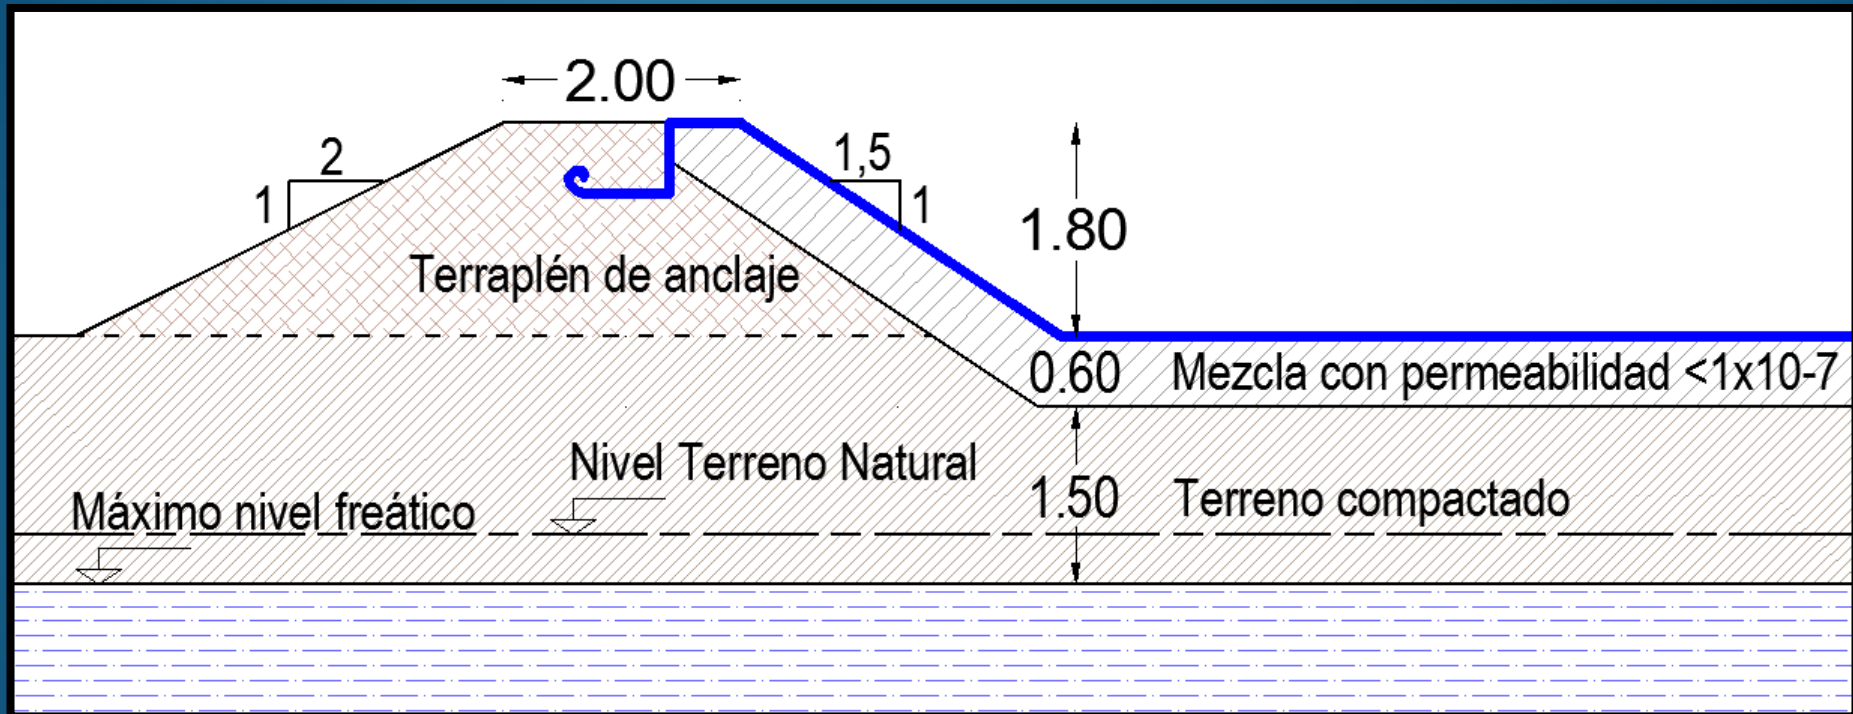 2.00
2
1
1,5
1
1.80
Terraplén de anclaje
0.60 Mezcla con permeabilidad <1x10-7
Nivel Terreno Natural
Máximo nivel freático
1.50 Terreno compactado